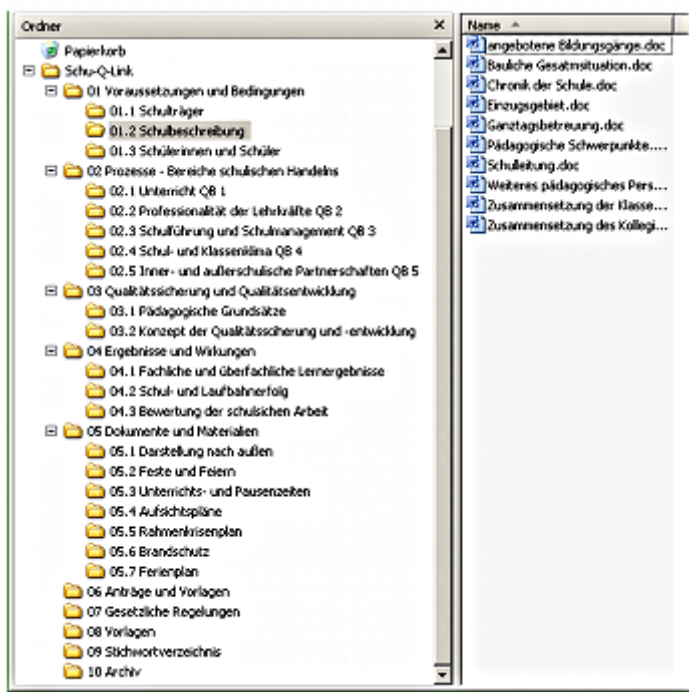 Ordner
Papierkorb
Schu-Q-Link
01 Voraussetzungen und Bedingungen
01.1 Schulträger
01.2 Schulbeschreibung
01.3 Schülerinnen und Schüler
02 Prozesse - Bereiche schulischen Handelns
02.1 Unterricht QB 1
02.2 Professionalität der Lehrkräfte QB 2
02.3 Schulführung und Schulmanagement QB 3
02.4 Schul- und Klassenklima QB 4
02.5 Inner- und außerschulische Partnerschaften QB 5
03 Qualitätssicherung und Qualitätsentwicklung
03.1 Pädagogische Grundsätze
03.2 Konzept der Qualitätssciherung und -entwicklung
04 Ergebnisse und Wirkungen
04.1 Fachliche und überfachliche Lernergebnisse
04.2 Schul- und Laufbahnerfolg
04.3 Bewertung der schulsichen Arbeit
05 Dokumente und Materialien
05.1 Darstellung nach außen
05.2 Feste und Feiern
05.3 Unterrichts- und Pausenzeiten
05.4 Aufsichtspläne
05.5 Rahmenkrisenplan
05.6 Brandschutz
05.7 Ferienplan
06 Anträge und Vorlagen
07 Gesetzliche Regelungen
08 Vorlagen
09 Stichwortverzeichnis
10 Archiv
Name
angebotene Bildungsgänge.doc
Bauliche Gesatmsituation.doc
Chronik der Schule.doc
Einzugsgebiet.doc
Ganztagsbetreuung.doc
Pädagogische Schwerpunkte....
Schulleitung.doc
Weiteres pädagogisches Pers...
Zusammensetzung der Klasse...
Zusammensetzung des Kollegi...